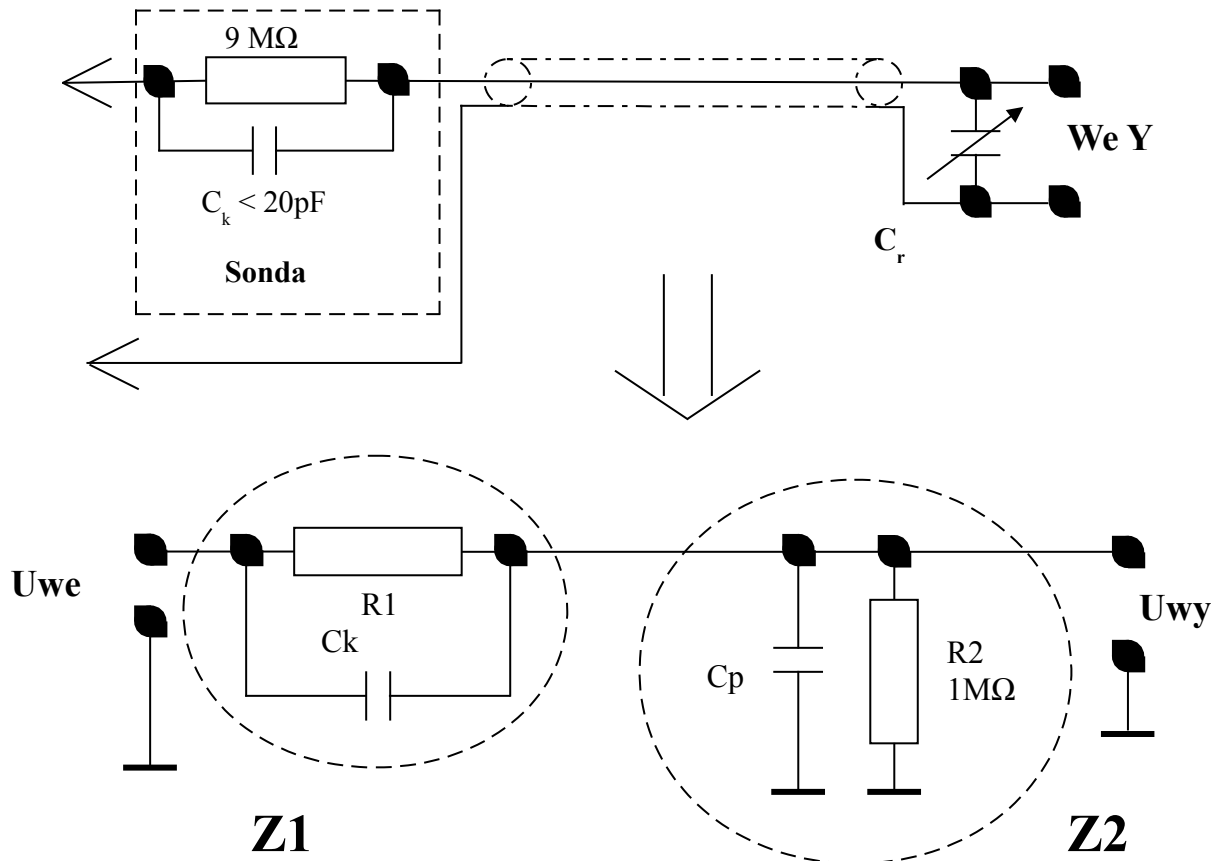 9 MΩ
We Y
C_k < 20pF
C_r
Sonda
Uwe
R1
Ck
Cp
R2
1MΩ
Uwy
Z1
Z2